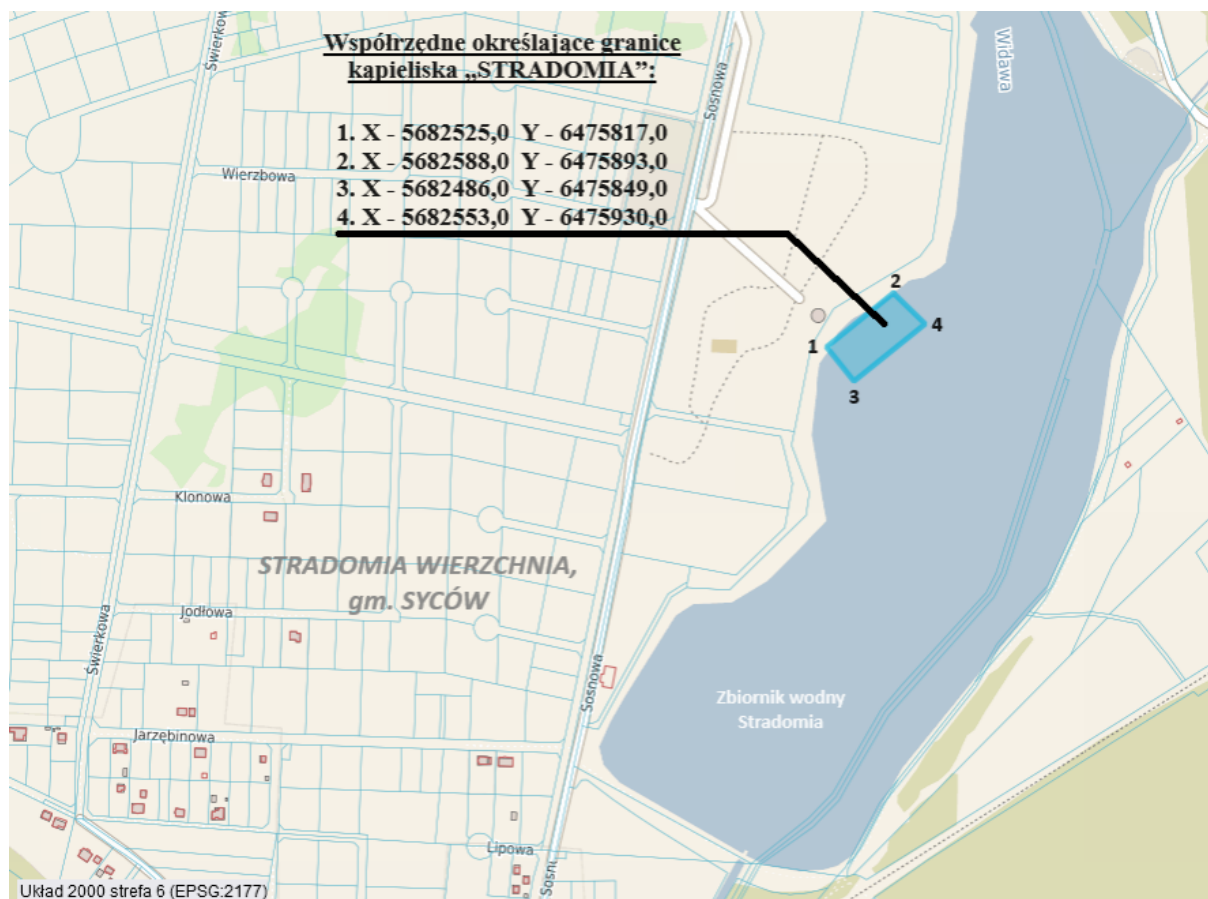 Współrzędne określające granice
kąpieliska „STRADOMIA”:
1. X - 5682525,0 Y - 6475817,0
2. X - 5682588,0 Y - 6475893,0
3. X - 5682486,0 Y - 6475849,0
4. X - 5682553,0 Y - 6475930,0
Świerkowa
Sosnowa
Widawa
Wierzbowa
2
4
1
3
Klonowa
STRADOMIA WIERZCHNIA,
gm. SYCÓW
Jodłowa
Świerkowa
Sosnowa
Zbiornik wodny
Stradomia
Jarzębinowa
Lipowa
Sosn
Układ 2000 strefa 6 (EPSG:2177)